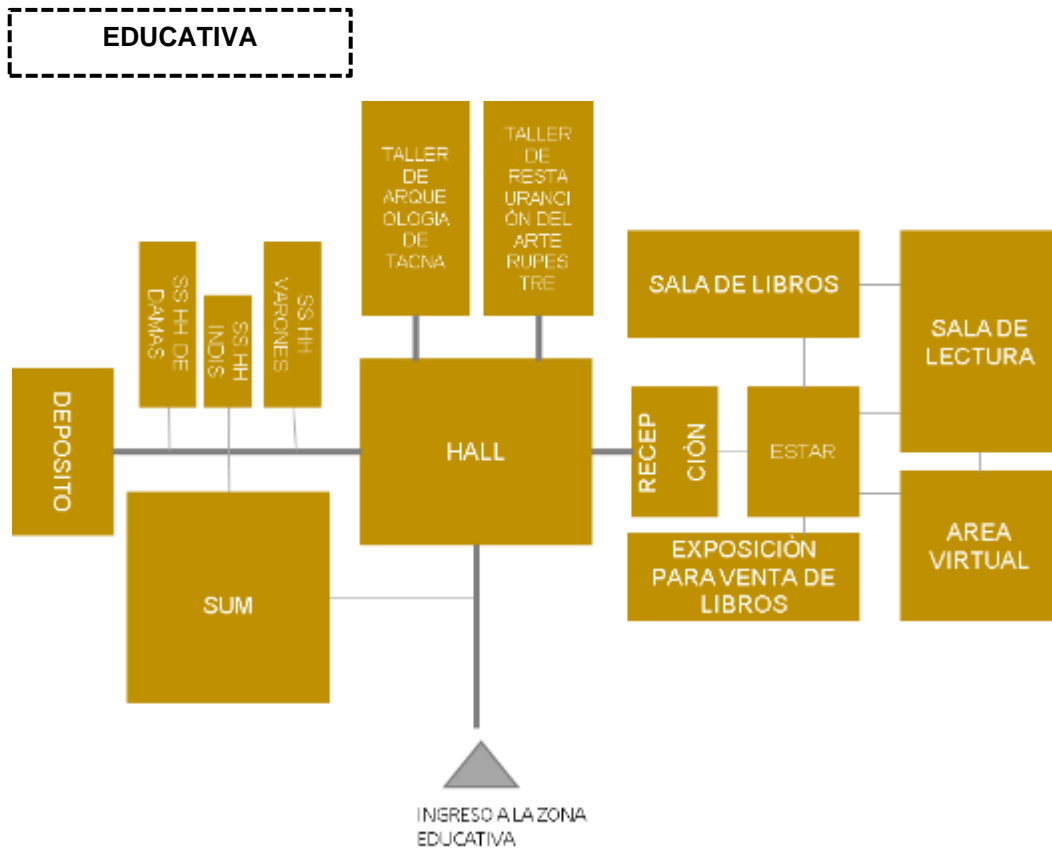 EDUCATIVA
TALLER
DE
ARQUE
OLOGIA
DE
TACNA
TALLER
DE
RESTA
URANCI
ÒN DEL
ARTE
RUPES
TRE
SS HH DE
DAMAS
SS HH
INDIS
SS HH
VARONES
DEPOSITO
HALL
SUM
RECEP
CIÒN
SALA DE LIBROS
ESTAR
SALA DE
LECTURA
EXPOSICIÒN
PARA VENTA DE
LIBROS
AREA
VIRTUAL
INGRESO A LA ZONA
EDUCATIVA